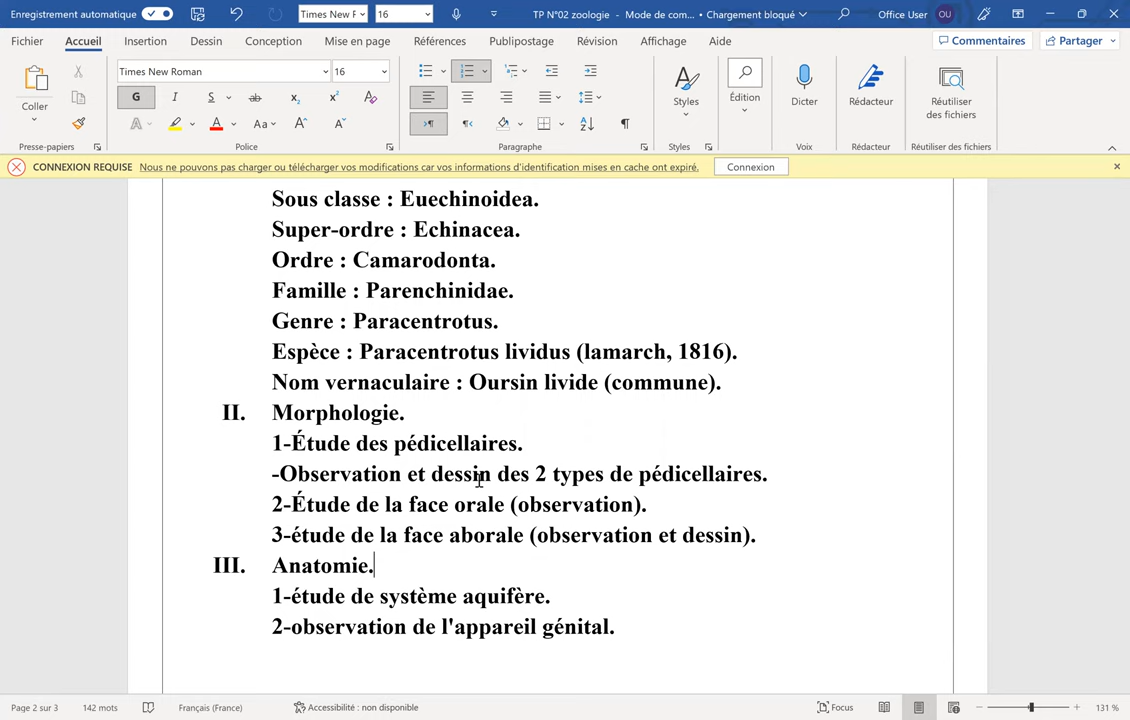 Enregistrement automatique Times New F 16 TP N°02 zoologie - Mode de com... • Chargement bloqué Office User OU
Fichier Accueil Insertion Dessin Conception Mise en page Références Publipostage Révision Affichage Aide Commentaires Partager
Times New Roman 16
Coller G I S ab x₂ x² A Styles Édition Dicter Rédacteur Réutiliser des fichiers
A A Aa A A
Presse-papiers Police Paragraphe Styles Voix Rédacteur Réutiliser des fichiers
CONNEXION REQUISE Nous ne pouvons pas charger ou télécharger vos modifications car vos informations d'identification mises en cache ont expiré. Connexion
Sous classe : Euechinoidea.
Super-ordre : Echinacea.
Ordre : Camarodonta.
Famille : Parenchinidae.
Genre : Paracentrotus.
Espèce : Paracentrotus lividus (lamarch, 1816).
Nom vernaculaire : Oursin livide (commune).
II. Morphologie.
1-Étude des pédicellaires.
-Observation et dessin des 2 types de pédicellaires.
2-Étude de la face orale (observation).
3-étude de la face aborale (observation et dessin).
III. Anatomie.
1-étude de système aquifère.
2-observation de l'appareil génital.
Page 2 sur 3 142 mots Français (France) Accessibilité : non disponible Focus 131 %